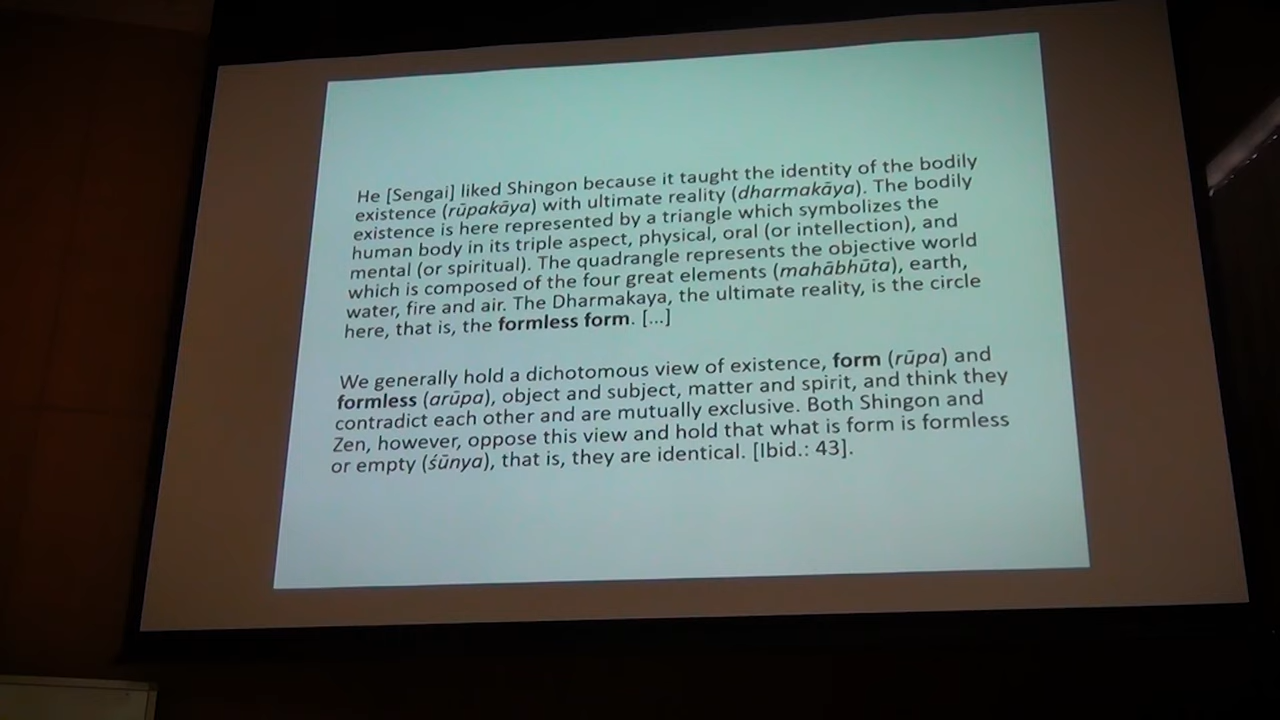 He [Sengai] liked Shingon because it taught the identity of the bodily
existence (rūpakāya) with ultimate reality (dharmakāya). The bodily
existence is here represented by a triangle which symbolizes the
human body in its triple aspect, physical, oral (or intellection), and
mental (or spiritual). The quadrangle represents the objective world
which is composed of the four great elements (mahābhūta), earth,
water, fire and air. The Dharmakaya, the ultimate reality, is the circle
here, that is, the formless form. [...]
We generally hold a dichotomous view of existence, form (rūpa) and
formless (arūpa), object and subject, matter and spirit, and think they
contradict each other and are mutually exclusive. Both Shingon and
Zen, however, oppose this view and hold that what is form is formless
or empty (śūnya), that is, they are identical. [Ibid.: 43].